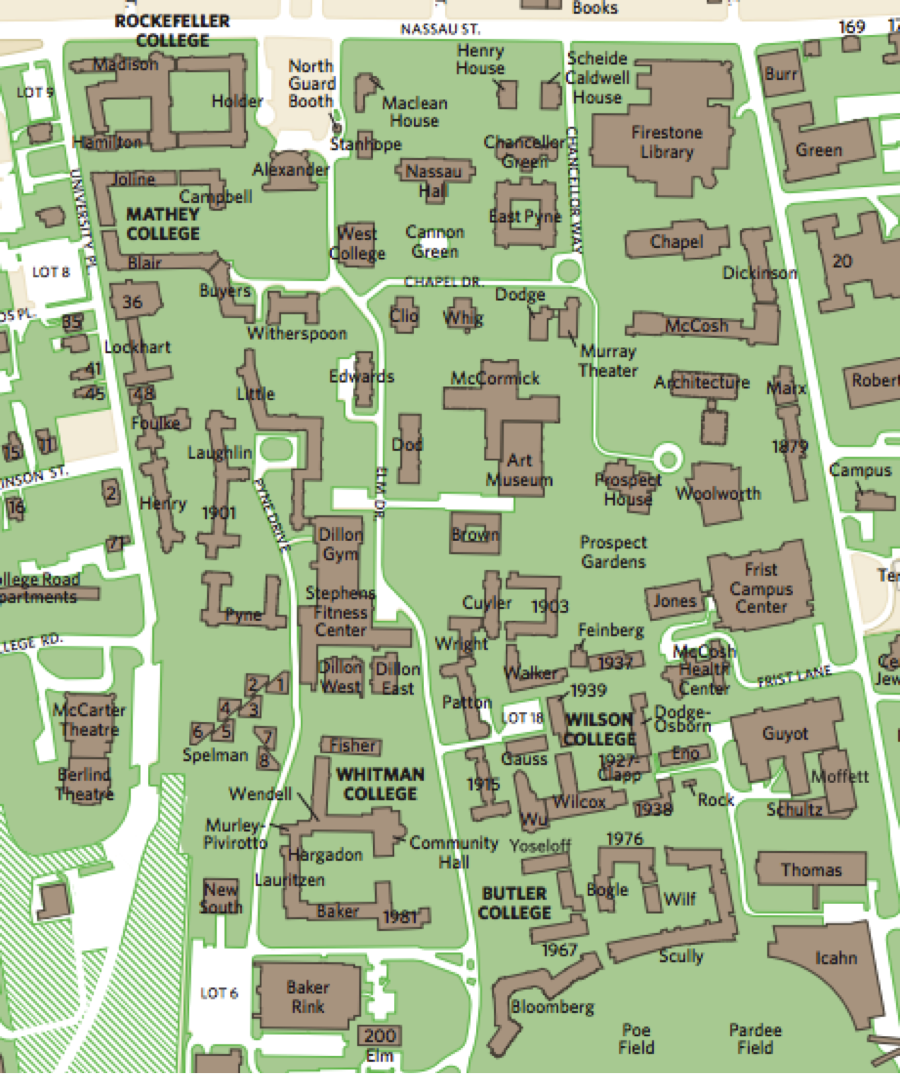 Books
ROCKEFELLER
COLLEGE
NASSAU ST.
169
Madison
North
Guard
Booth
Henry
House
Scheide
Caldwell
House
Burr
LOT 9
Holder
Maclean
House
Firestone
Library
Hamilton
Stanhope
Chancellor
Green
CHANCELLOR WAY
Green
Alexander
Nassau
Hall
Joline
Campbell
UNIVERSITY PL.
MATHEY
COLLEGE
East Pyne
West
College
Cannon
Green
Chapel
Blair
LOT 8
Dickinson
20
Buyers
CHAPEL DR.
36
Dodge
Clio
Whig
35
Witherspoon
McCosh
Lockhart
Murray
Theater
41
Edwards
McCormick
Architecture
Marx
Robert
45
48
Little
Foulke
15
11
Laughlin
Dod
1879
Art
Museum
Campus
INSON ST.
2
PYNE DRIVE
ELM DR.
Prospect
House
Woolworth
16
Henry
1901
71
Dillon
Gym
Brown
Prospect
Gardens
Frist
Campus
Center
ollege Road
partments
Stephens
Fitness
Center
Cuyler
1903
Jones
Pyne
LLEGE RD.
Wright
Feinberg
McCosh
Health
Center
Walker
1937
FRIST LANE
Dillon
West
Dillon
East
2
1
4
3
6
5
7
8
Spelman
McCarter
Theatre
Patton
1939
LOT 18
WILSON
COLLEGE
Dodge-
Osborn
Guyot
Fisher
Gauss
1927-
Clapp
Eno
Berlind
Theatre
WHITMAN
COLLEGE
1915
Moffett
Wendell
Wilcox
1938
Rock
Schultz
Wu
Murley-
Pivirotto
Community
Hall
Yoseloff
1976
Hargadon
Lauritzen
Thomas
New
South
BUTLER
COLLEGE
Bogle
Wilf
Baker
1981
1967
Scully
Icahn
LOT 6
Baker
Rink
Bloomberg
200
Elm
Poe
Field
Pardee
Field